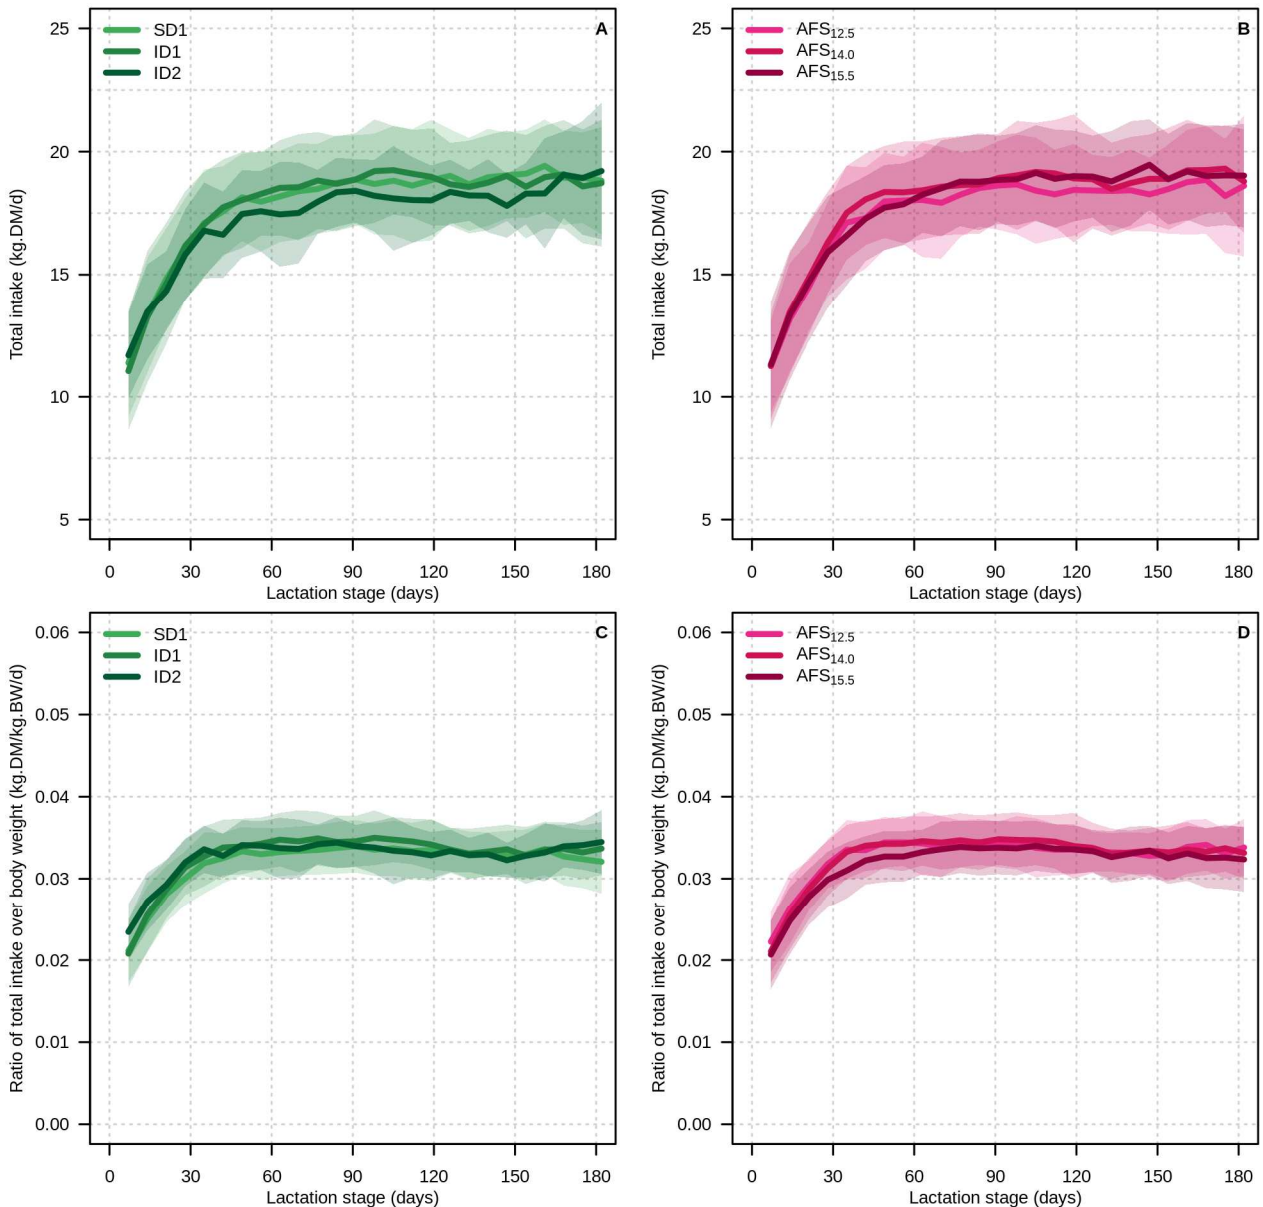 A
SD1
ID1
ID2
25
20
15
10
5
Total intake (kg.DM/d)
0 30 60 90 120 150 180
Lactation stage (days)
B
AFS12.5
AFS14.0
AFS15.5
25
20
15
10
5
Total intake (kg.DM/d)
0 30 60 90 120 150 180
Lactation stage (days)
C
SD1
ID1
ID2
0.06
0.05
0.04
0.03
0.02
0.01
0.00
Ratio of total intake over body weight (kg.DM/kg.BW/d)
0 30 60 90 120 150 180
Lactation stage (days)
D
AFS12.5
AFS14.0
AFS15.5
0.06
0.05
0.04
0.03
0.02
0.01
0.00
Ratio of total intake over body weight (kg.DM/kg.BW/d)
0 30 60 90 120 150 180
Lactation stage (days)